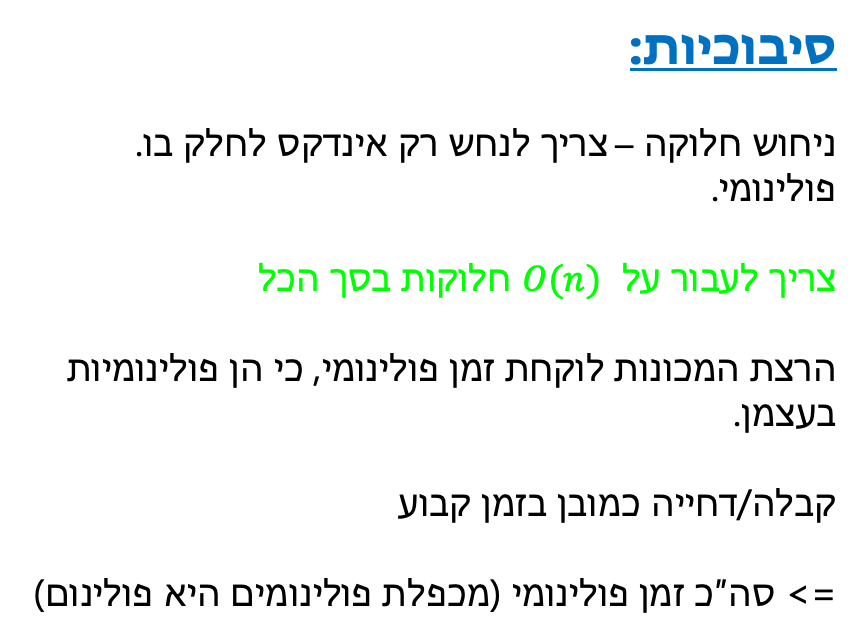 סיבוכיות:
ניחוש חלוקה – צריך לנחש רק אינדקס לחלק בו.
פולינומי.
צריך לעבור על O(n) חלוקות בסך הכל
הרצת המכונות לוקחת זמן פולינומי, כי הן פולינומיות
בעצמן.
קבלה/דחייה כמובן בזמן קבוע
=> סה"כ זמן פולינומי (מכפלת פולינומים היא פולינום)